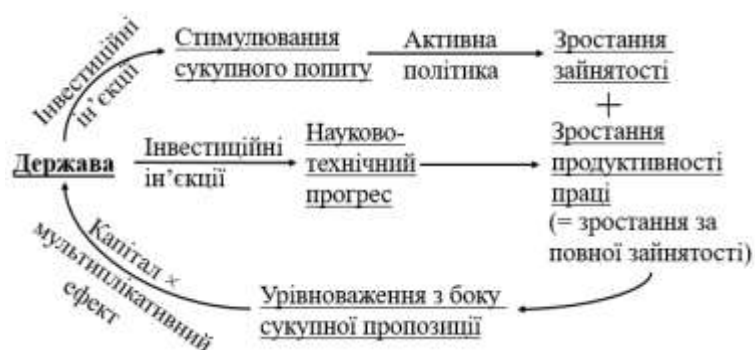 Інвестиційні
ін’єкції
Стимулювання
сукупного попиту
Активна
політика
Зростання
зайнятості
+
Держава
Інвестиційні
ін’єкції
Науково-
технічний
прогрес
Зростання
продуктивності
праці
(= зростання за
повної зайнятості)
Капітал ×
мультиплікативний
ефект
Урівноваження з боку
сукупної пропозиції